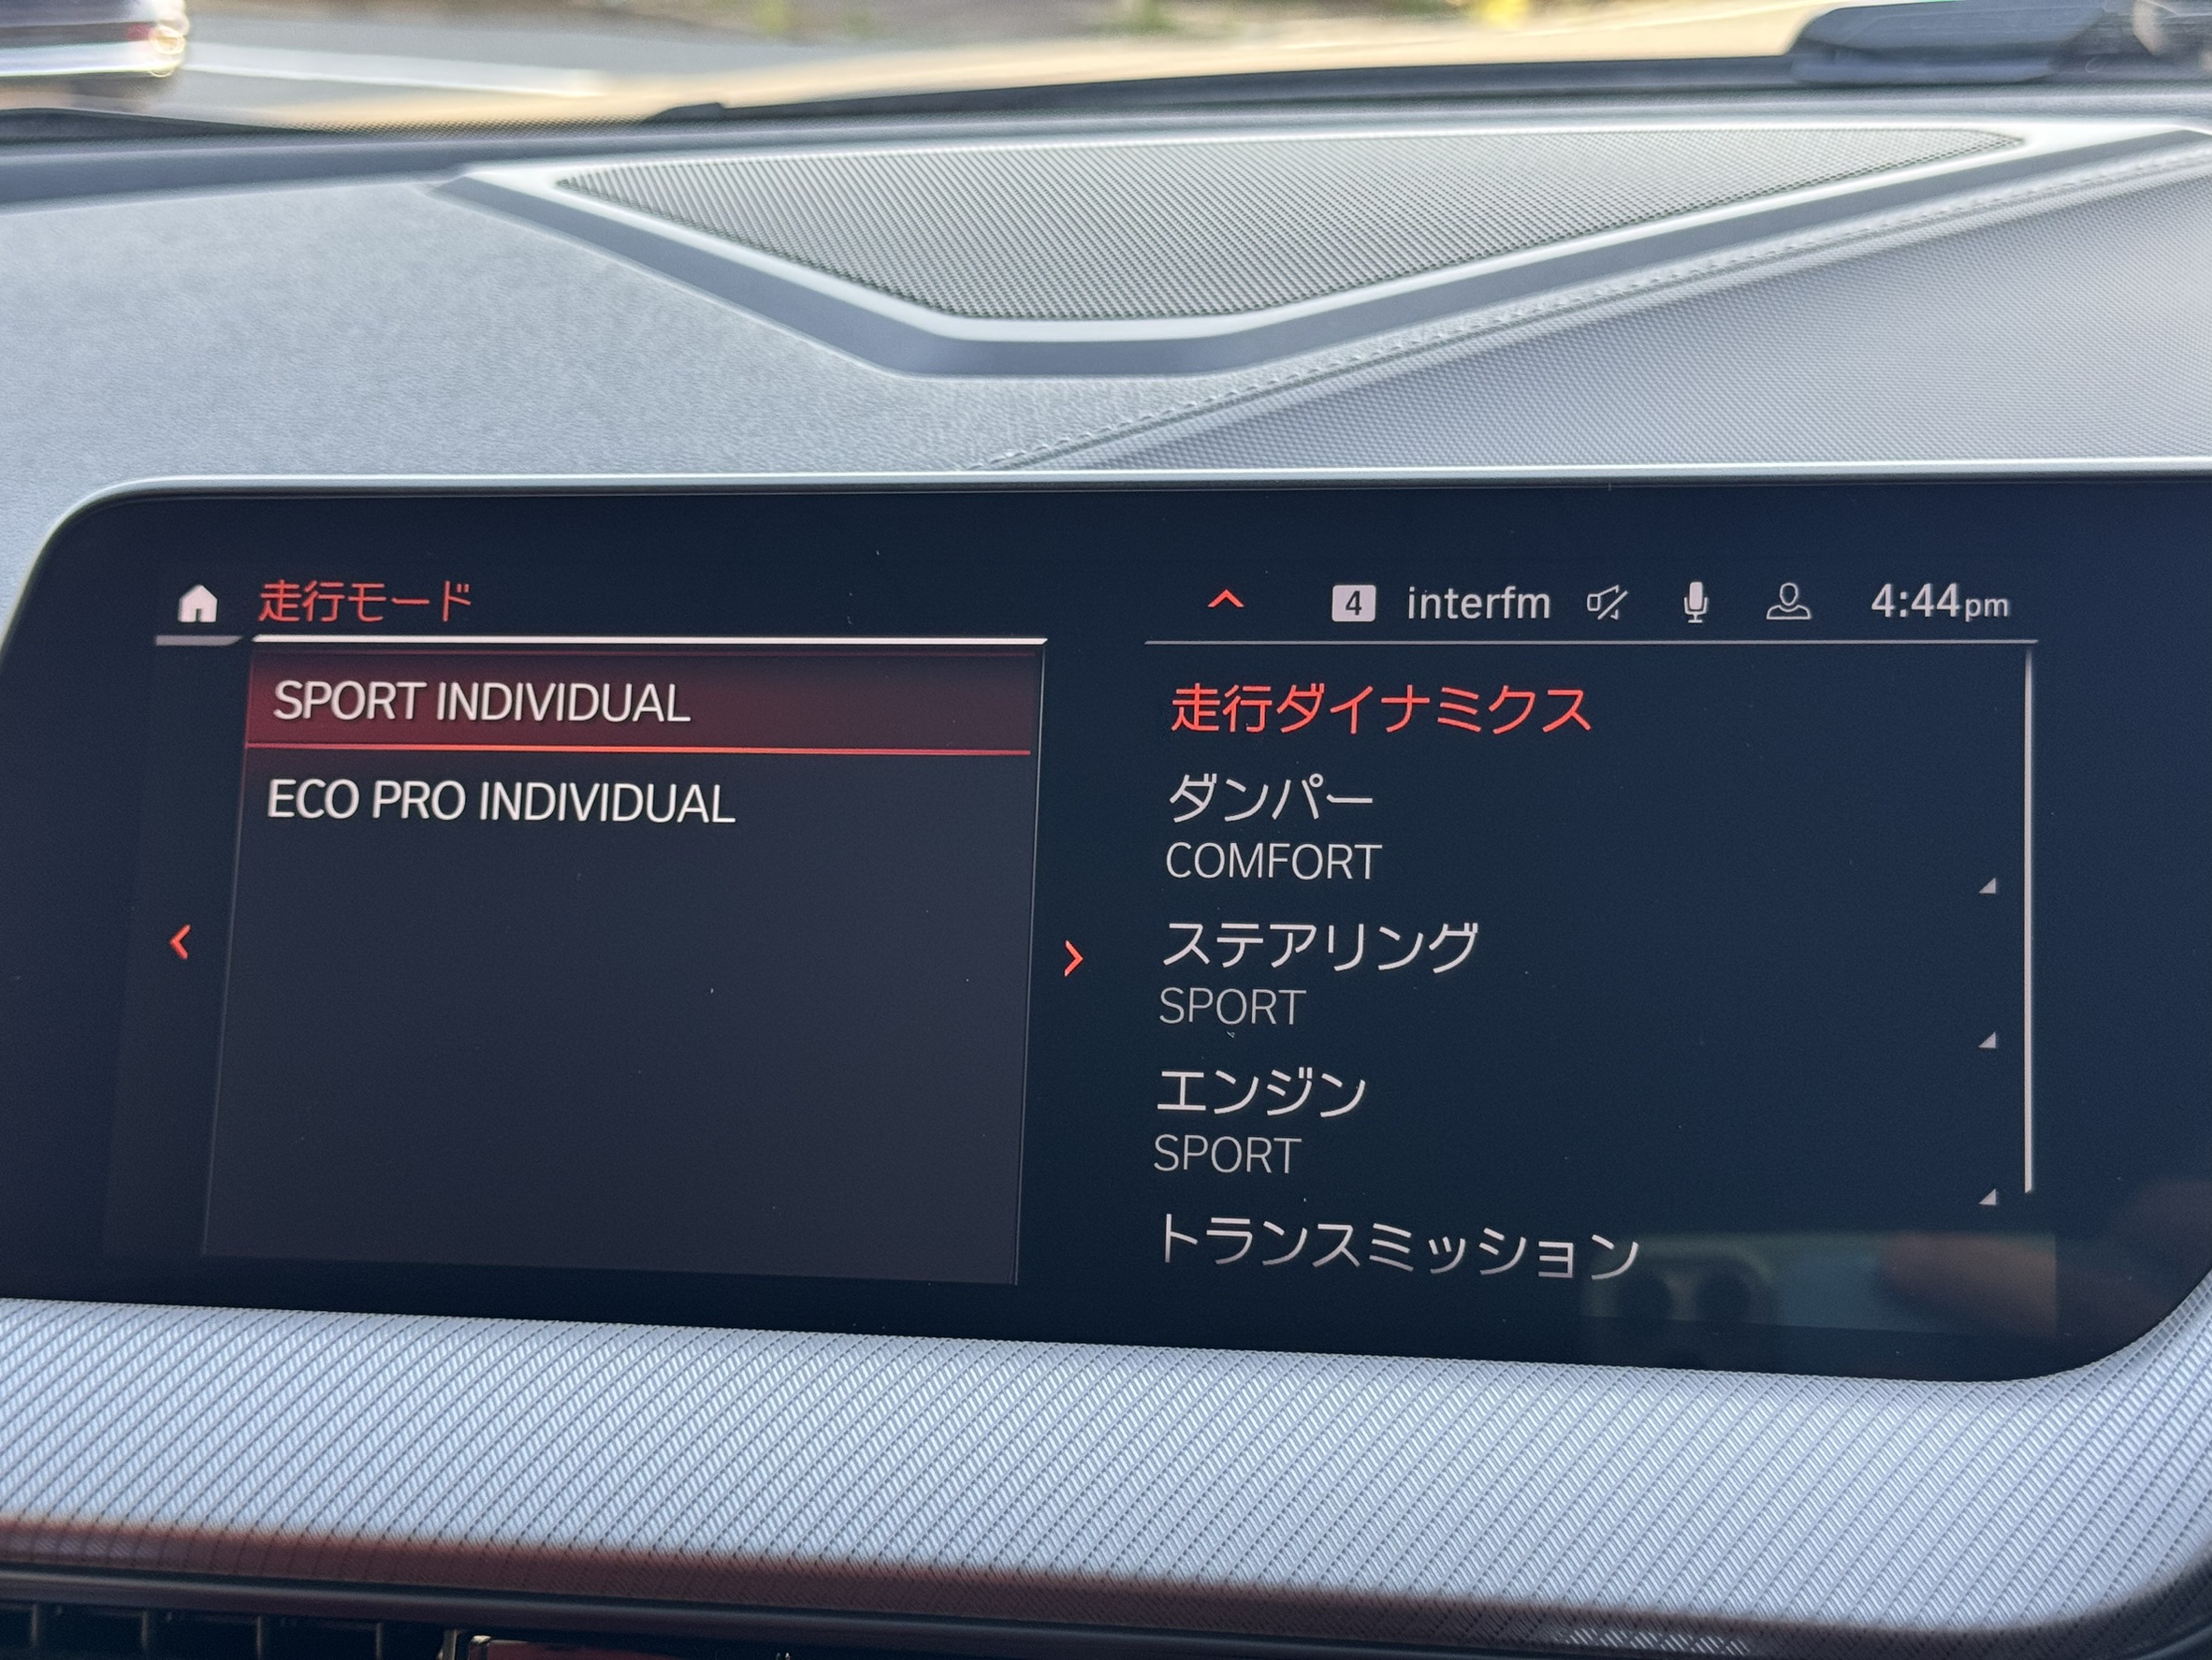 走行モード
4 interfm 4:44pm
SPORT INDIVIDUAL
ECO PRO INDIVIDUAL
走行ダイナミクス
ダンパー
COMFORT
ステアリング
SPORT
エンジン
SPORT
トランスミッション